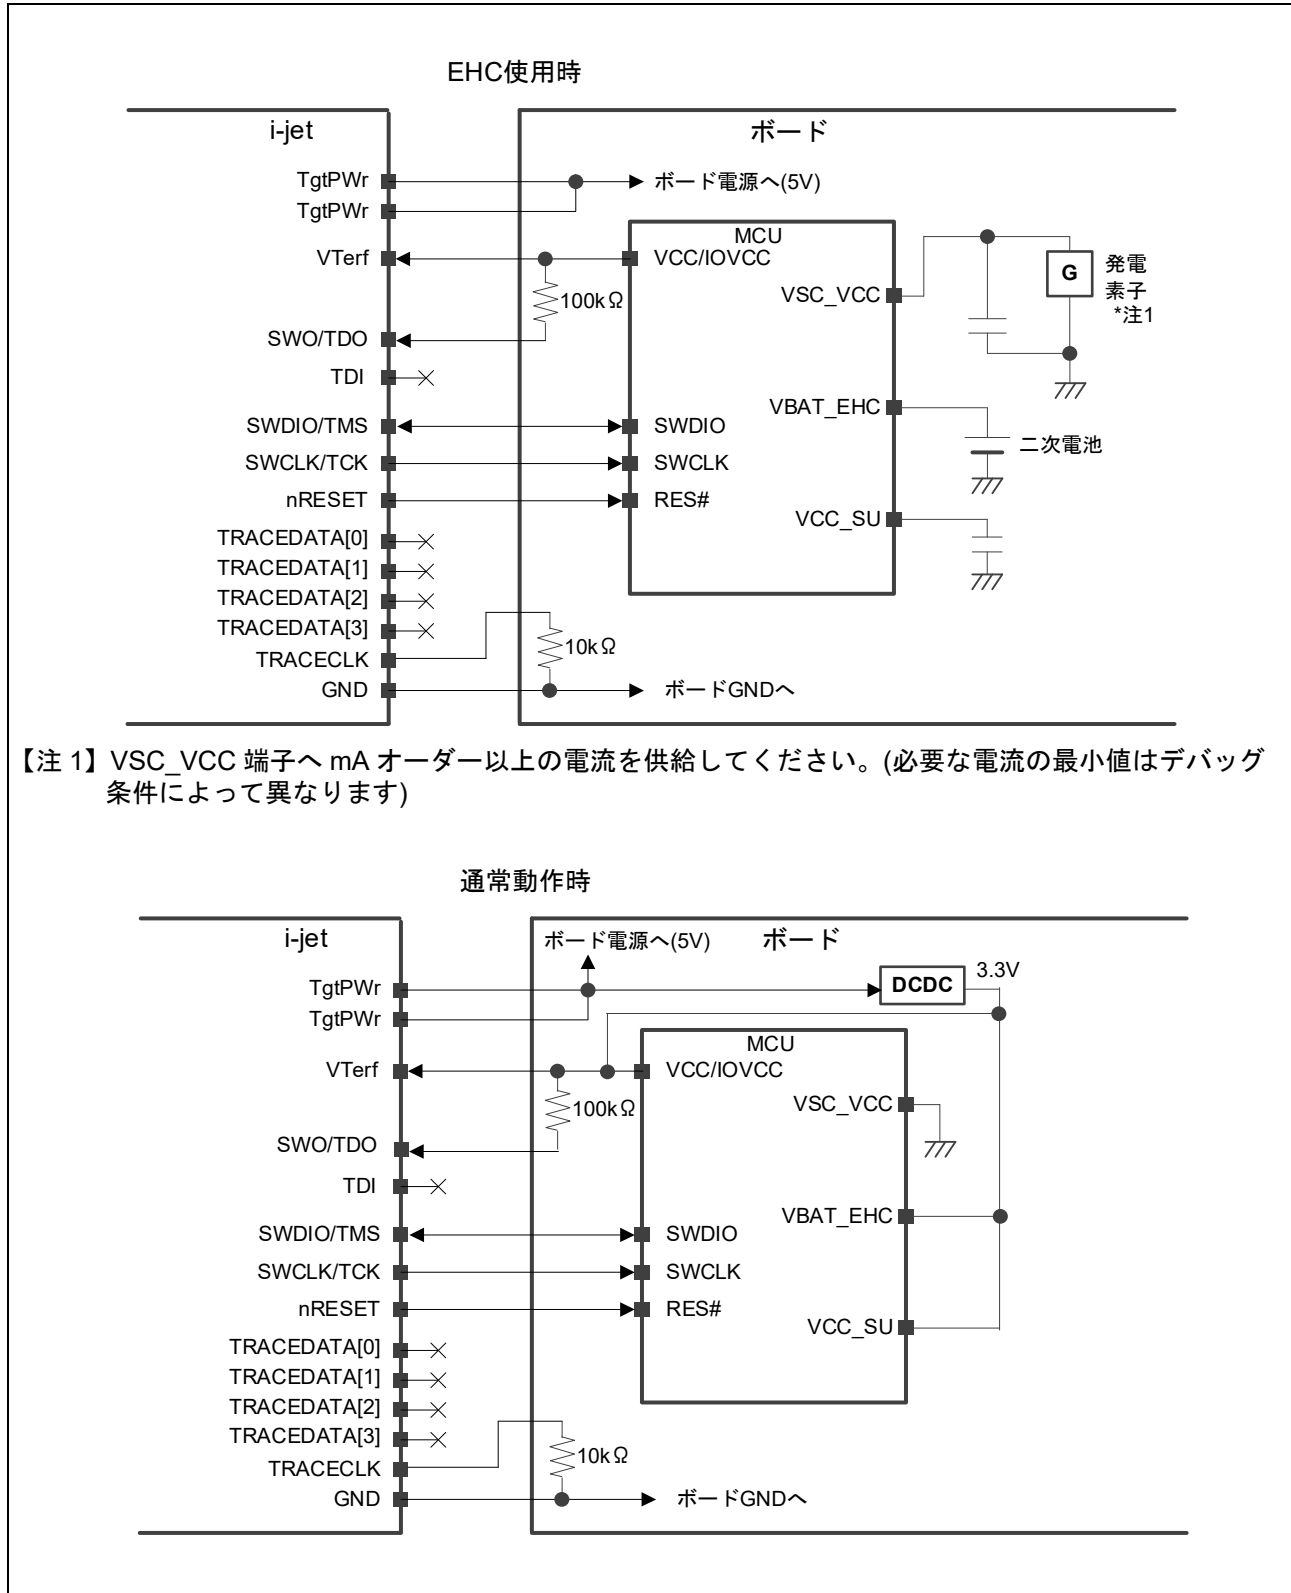 EHC使用時
i-jet
ボード
TgtPWr
ボード電源へ(5V)
TgtPWr
MCU
VTerf
VCC/IOVCC
発電
素子
*注1
G
VSC_VCC
100kΩ
SWO/TDO
TDI
VBAT_EHC
SWDIO/TMS
SWDIO
二次電池
SWCLK/TCK
SWCLK
nRESET
RES#
VCC_SU
TRACEDATA[0]
TRACEDATA[1]
TRACEDATA[2]
TRACEDATA[3]
10kΩ
TRACECLK
GND
ボードGNDへ
【注 1】VSC_VCC 端子へ mA オーダー以上の電流を供給してください。(必要な電流の最小値はデバッグ
条件によって異なります)
通常動作時
i-jet
ボード電源へ(5V)
ボード
3.3V
TgtPWr
DCDC
TgtPWr
MCU
VTerf
VCC/IOVCC
VSC_VCC
100kΩ
SWO/TDO
TDI
VBAT_EHC
SWDIO/TMS
SWDIO
SWCLK/TCK
SWCLK
nRESET
RES#
VCC_SU
TRACEDATA[0]
TRACEDATA[1]
TRACEDATA[2]
TRACEDATA[3]
10kΩ
TRACECLK
GND
ボードGNDへ